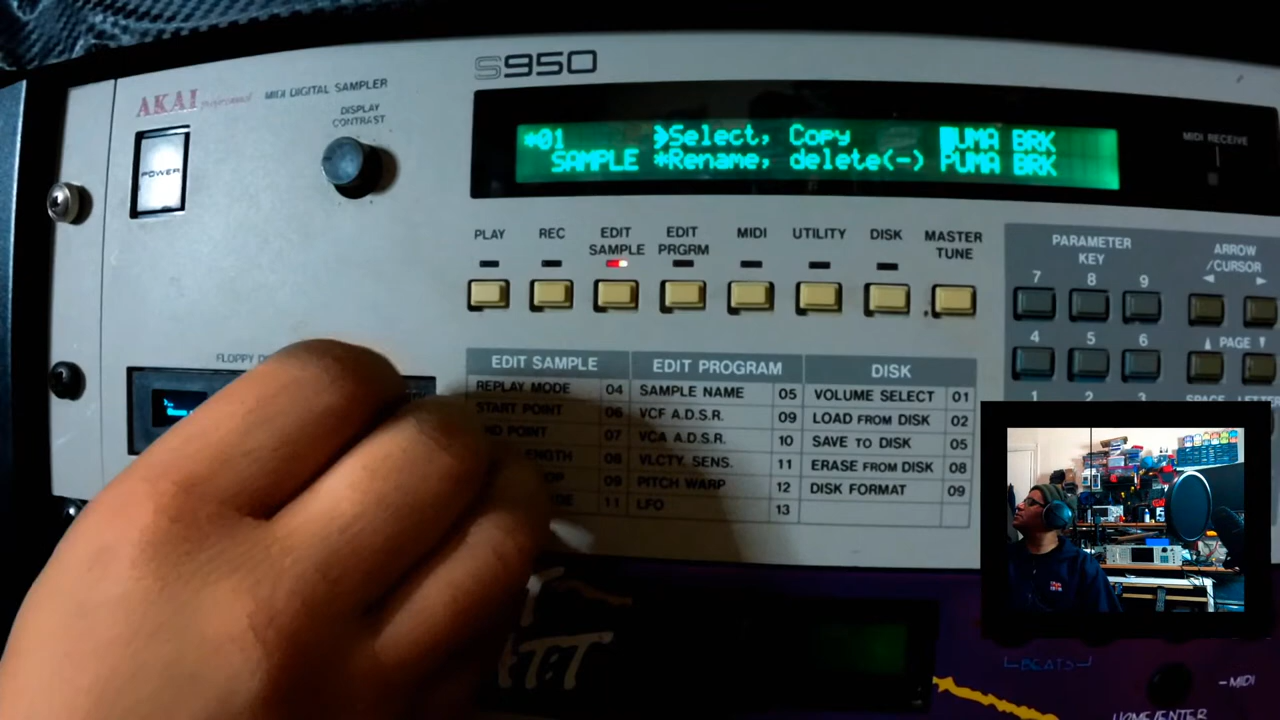 S950
AKAI professional MIDI DIGITAL SAMPLER
DISPLAY
CONTRAST
POWER
*01 Select, Copy PUMA BRK
SAMPLE *Rename, delete(-) PUMA BRK
MIDI RECEIVE
PLAY REC EDIT SAMPLE EDIT PRGRM MIDI UTILITY DISK MASTER TUNE
PARAMETER KEY
ARROW /CURSOR
7 8 9
4 5 6
PAGE
1 2 3
FLOPPY
EDIT SAMPLE EDIT PROGRAM DISK
REPLAY MODE 04 SAMPLE NAME 05 VOLUME SELECT 01
START POINT 06 VCF A.D.S.R. 09 LOAD FROM DISK 02
POINT 07 VCA A.D.S.R. 10 SAVE TO DISK 05
08 VLCTY. SENS. 11 ERASE FROM DISK 08
09 PITCH WARP 12 DISK FORMAT 09
11 LFO 13
BEATS
-MIDI
HOME/ENTER